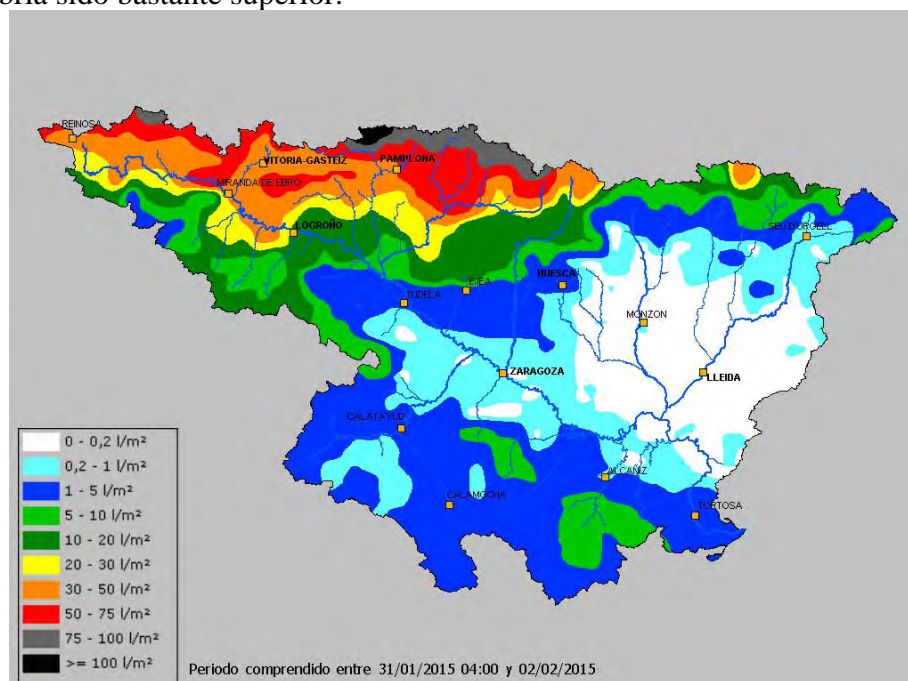 bría sido bastante superior.
REINOSA
VITORIA-GASTEIZ
PAMPLONA
MIRANDA DE EBRO
LOGROÑO
SEU D'URGELL
HUESCA
EJEA
TUDELA
MONZON
ZARAGOZA
LLEIDA
CALATAYUD
ALCAÑIZ
CALAMOCHA
TORTOSA
0 - 0,2 l/m²
0,2 - 1 l/m²
1 - 5 l/m²
5 - 10 l/m²
10 - 20 l/m²
20 - 30 l/m²
30 - 50 l/m²
50 - 75 l/m²
75 - 100 l/m²
>= 100 l/m²
Periodo comprendido entre 31/01/2015 04:00 y 02/02/2015